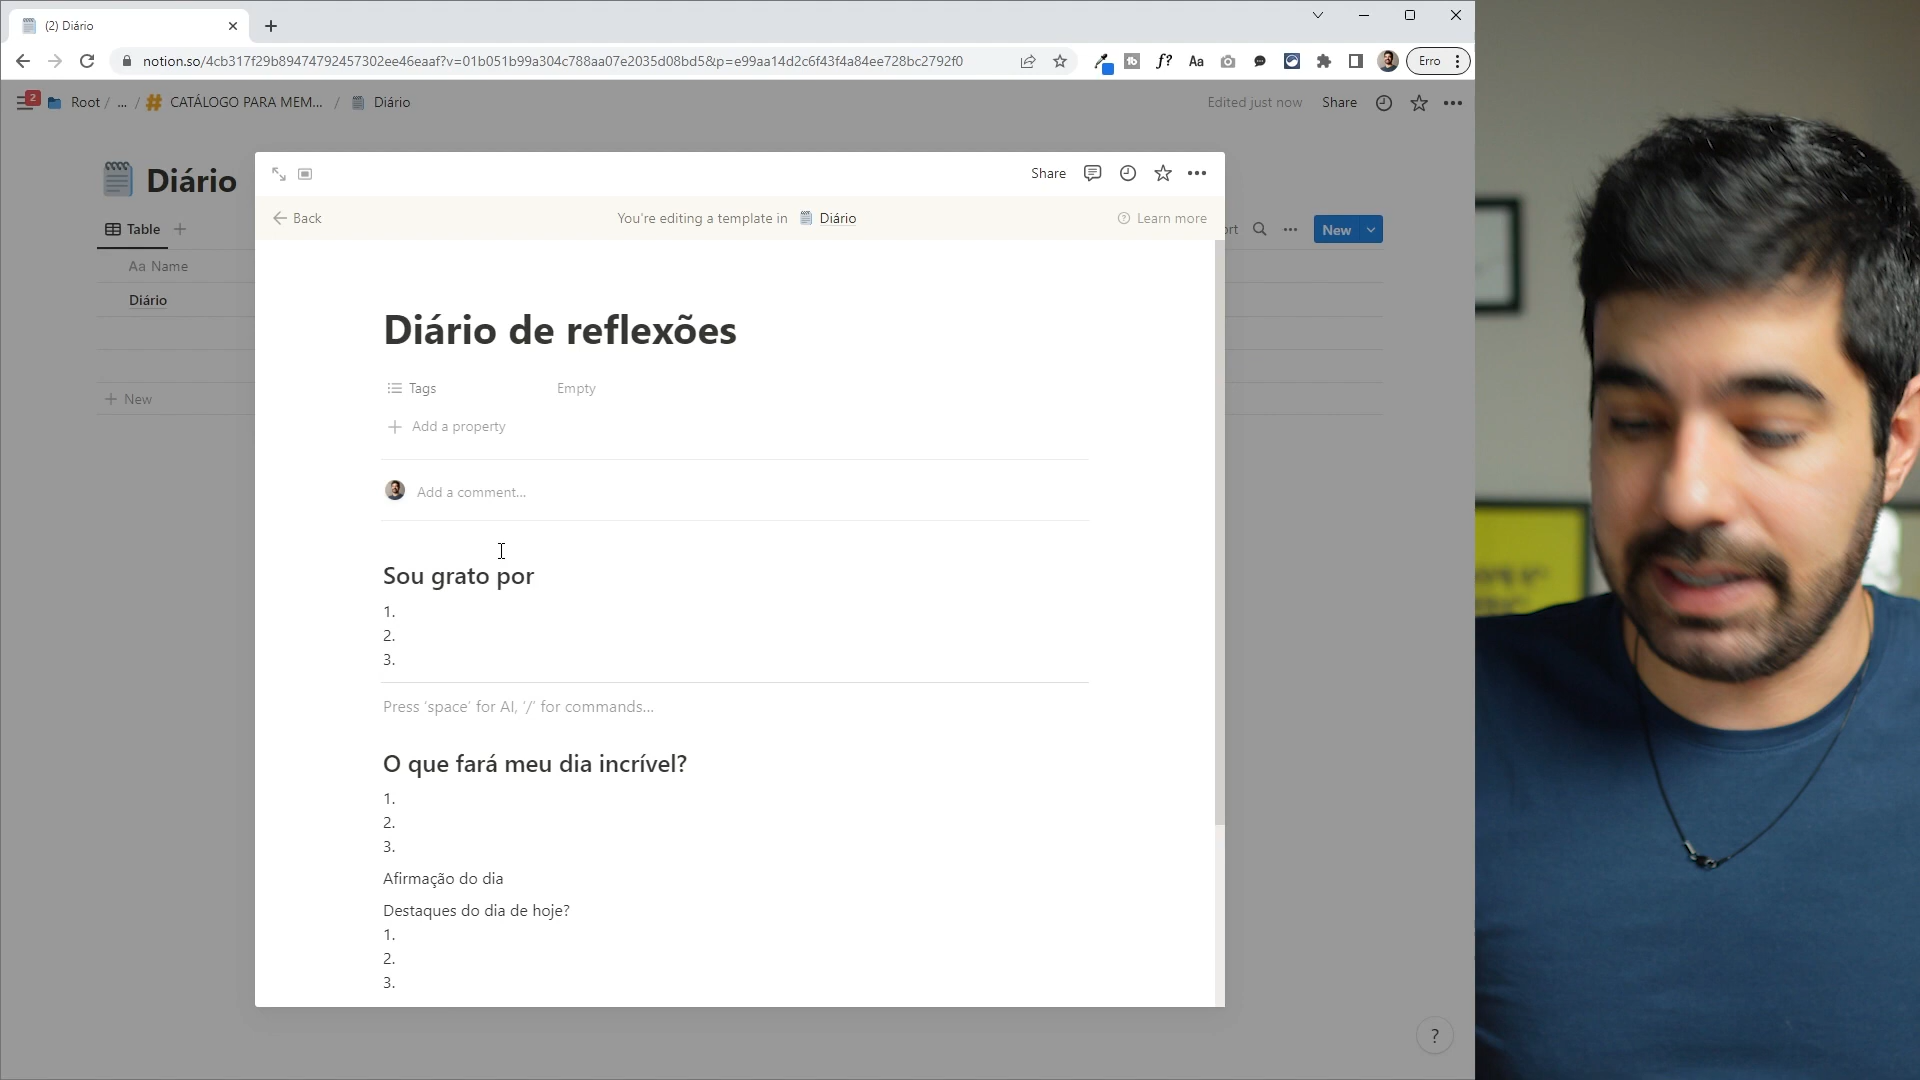 (2) Diário
notion.so/4cb317f29b89474792457302ee46eaaf?v=01b051b99a304c788aa07e2035d08bd5&p=e99aa14d2c6f43f4a84ee728bc2792f0
f?
Aa
Erro
2
Root / ... / CATÁLOGO PARA MEM... / Diário
Edited just now
Share
Diário
Table
New
Aa Name
Diário
New
Share
Back
You're editing a template in Diário
Learn more
Diário de reflexões
Tags Empty
Add a property
Add a comment...
Sou grato por
1.
2.
3.
Press 'space' for AI, '/' for commands...
O que fará meu dia incrível?
1.
2.
3.
Afirmação do dia
Destaques do dia de hoje?
1.
2.
3.
?